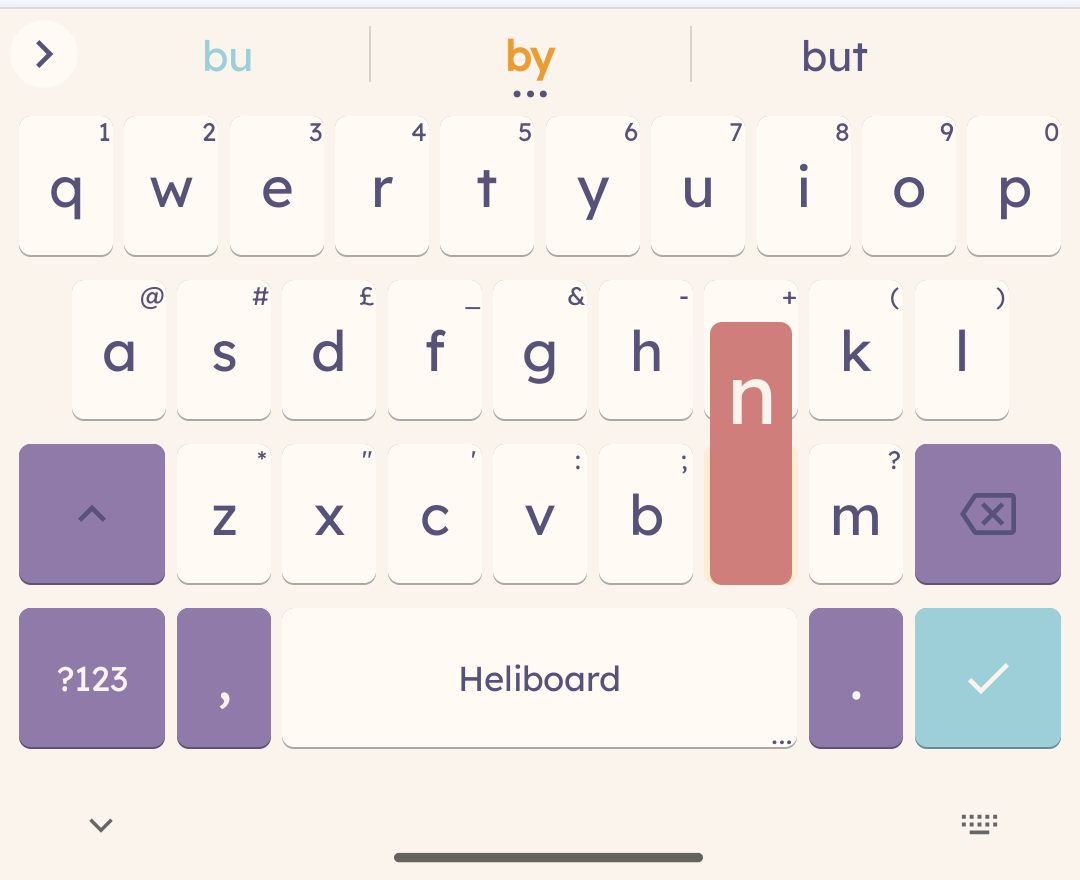 bu by but
1 2 3 4 5 6 7 8 9 0
q w e r t y u i o p
@ # £ _ & - + ( )
a s d f g h n k l
* " ' : ; ?
z x c v b m
?123 , Heliboard .